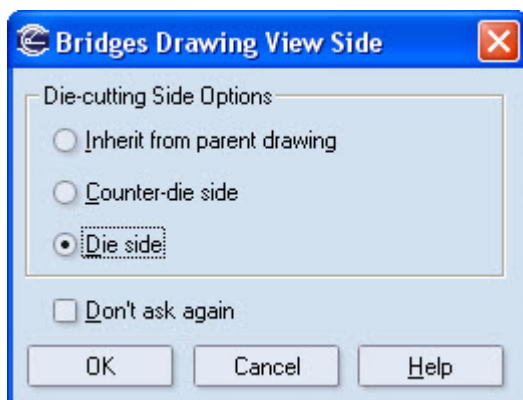 Bridges Drawing View Side
Die-cutting Side Options
Inherit from parent drawing
Counter-die side
Die side
Don't ask again
OK Cancel Help